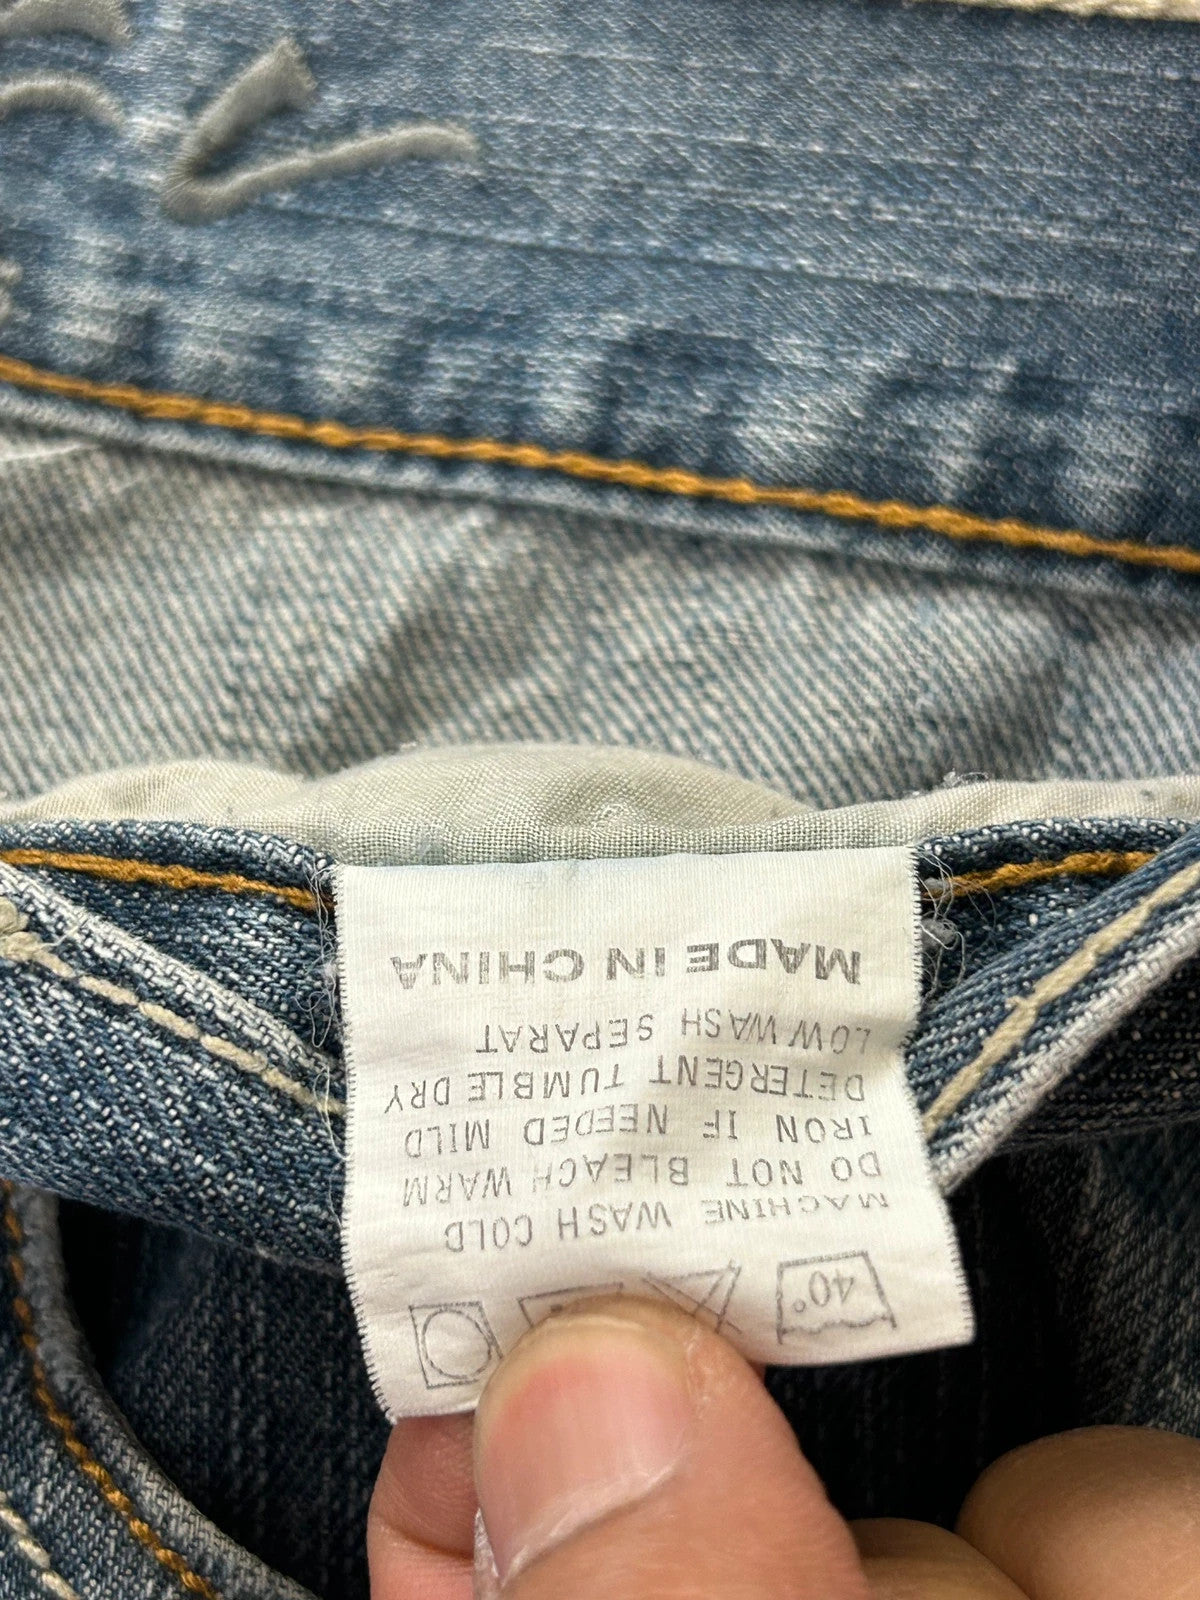 40°
MACHINE WASH COLD
DO NOT BLEACH WARM
IRON IF NEEDED MILD
DETERGENT TUMBLE DRY
LOW WASH SEPARAT
MADE IN CHINA